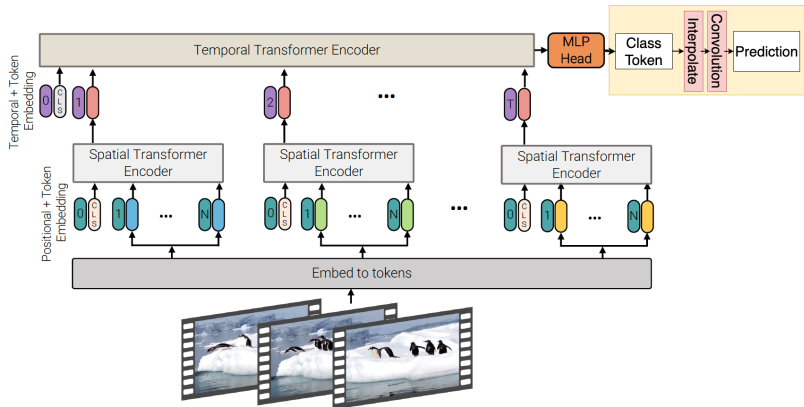 Temporal Transformer Encoder
MLP
Head
Class
Token
Interpolate
Convolution
Prediction
Temporal + Token
Embedding
0
CLS
1
2
...
T
Spatial Transformer
Encoder
Spatial Transformer
Encoder
Spatial Transformer
Encoder
Positional + Token
Embedding
0
CLS
1
...
N
0
CLS
1
...
N
...
0
CLS
1
...
N
Embed to tokens